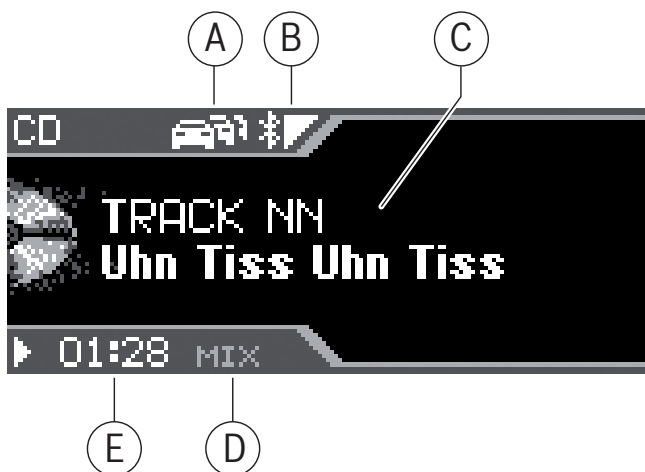 A B C
CD
TRACK NN
Uhn Tiss Uhn Tiss
01:28 MIX
E D